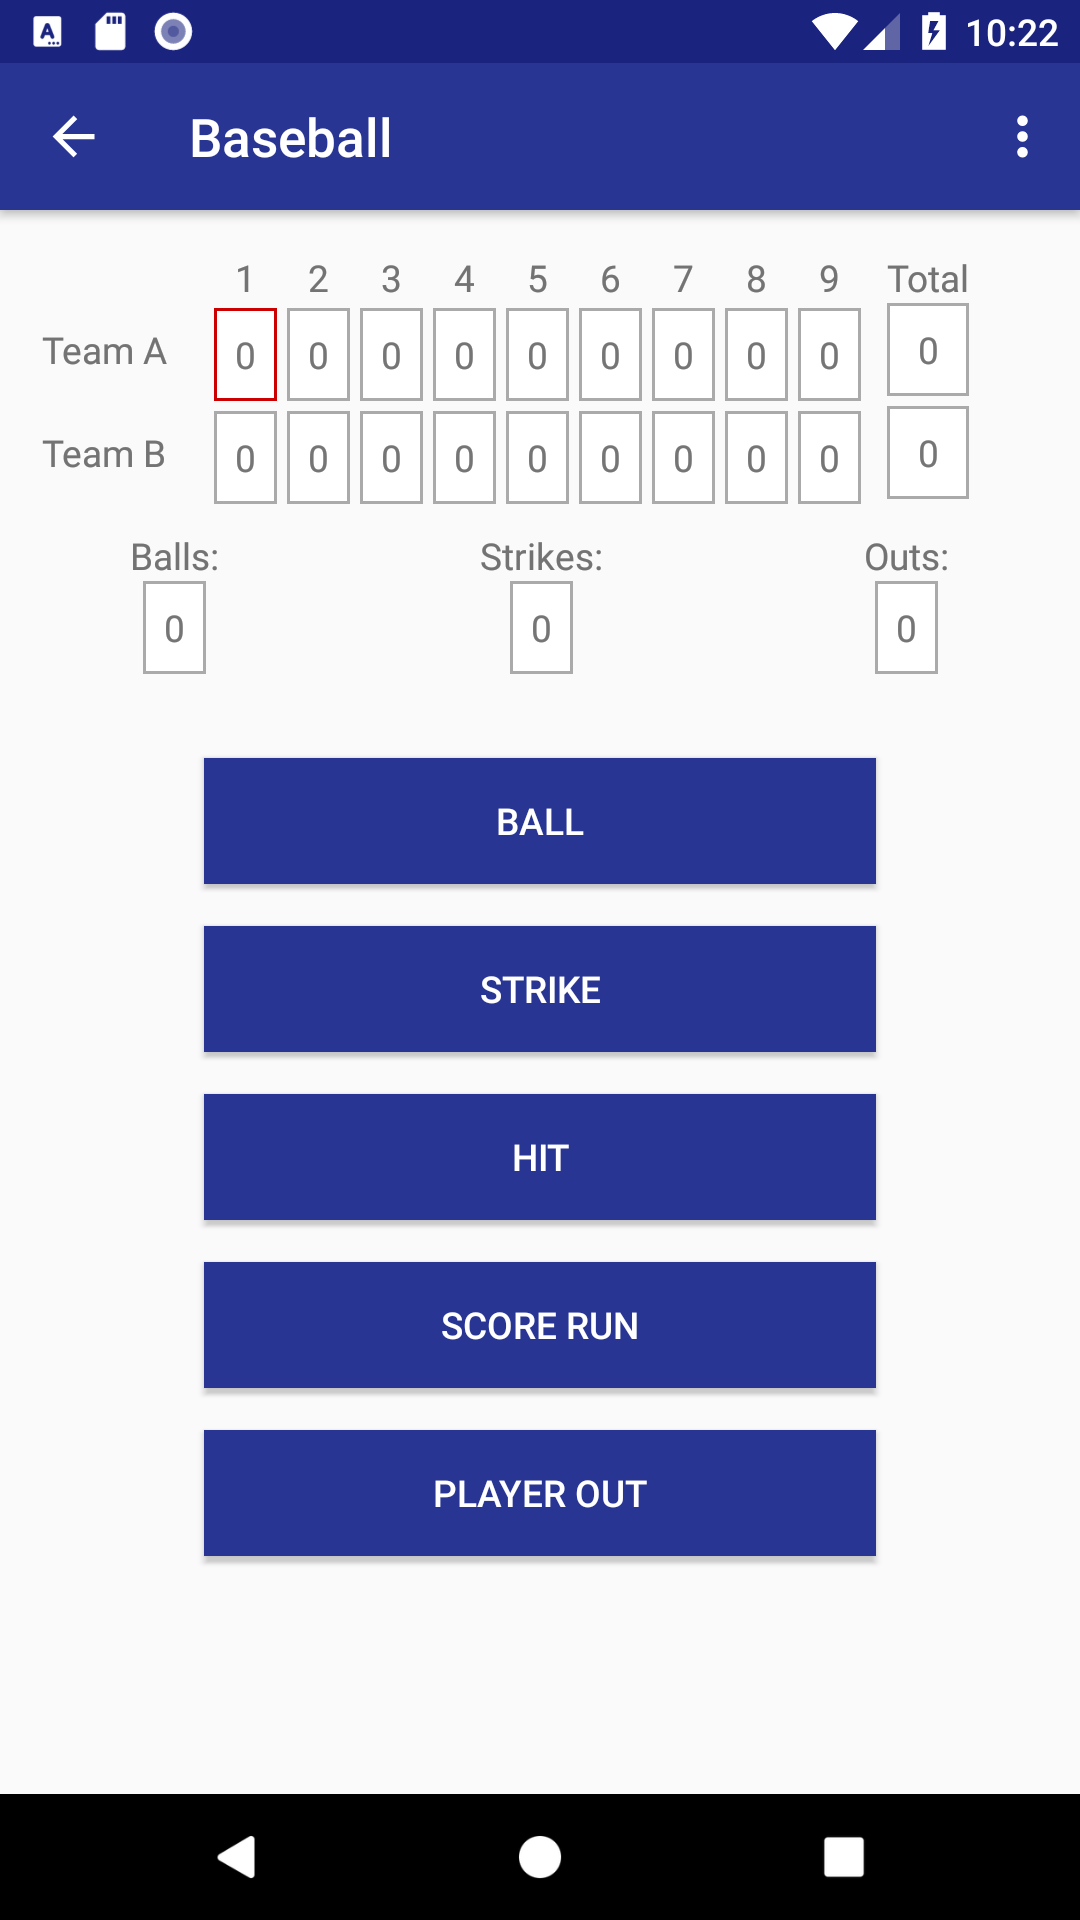 10:22
Baseball
1 2 3 4 5 6 7 8 9 Total
Team A 0 0 0 0 0 0 0 0 0 0
Team B 0 0 0 0 0 0 0 0 0 0
Balls: Strikes: Outs:
0 0 0
BALL
STRIKE
HIT
SCORE RUN
PLAYER OUT